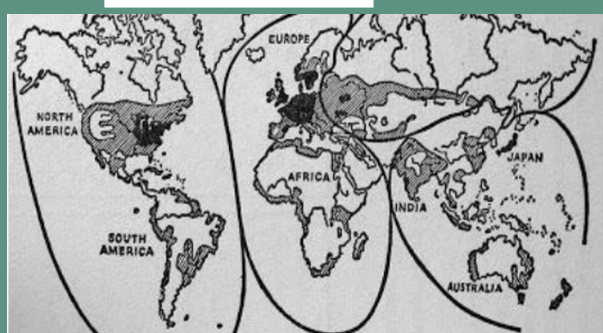 EUROPE
NORTH
AMERICA
AFRICA
JAPAN
INDIA
SOUTH
AMERICA
AUSTRALIA